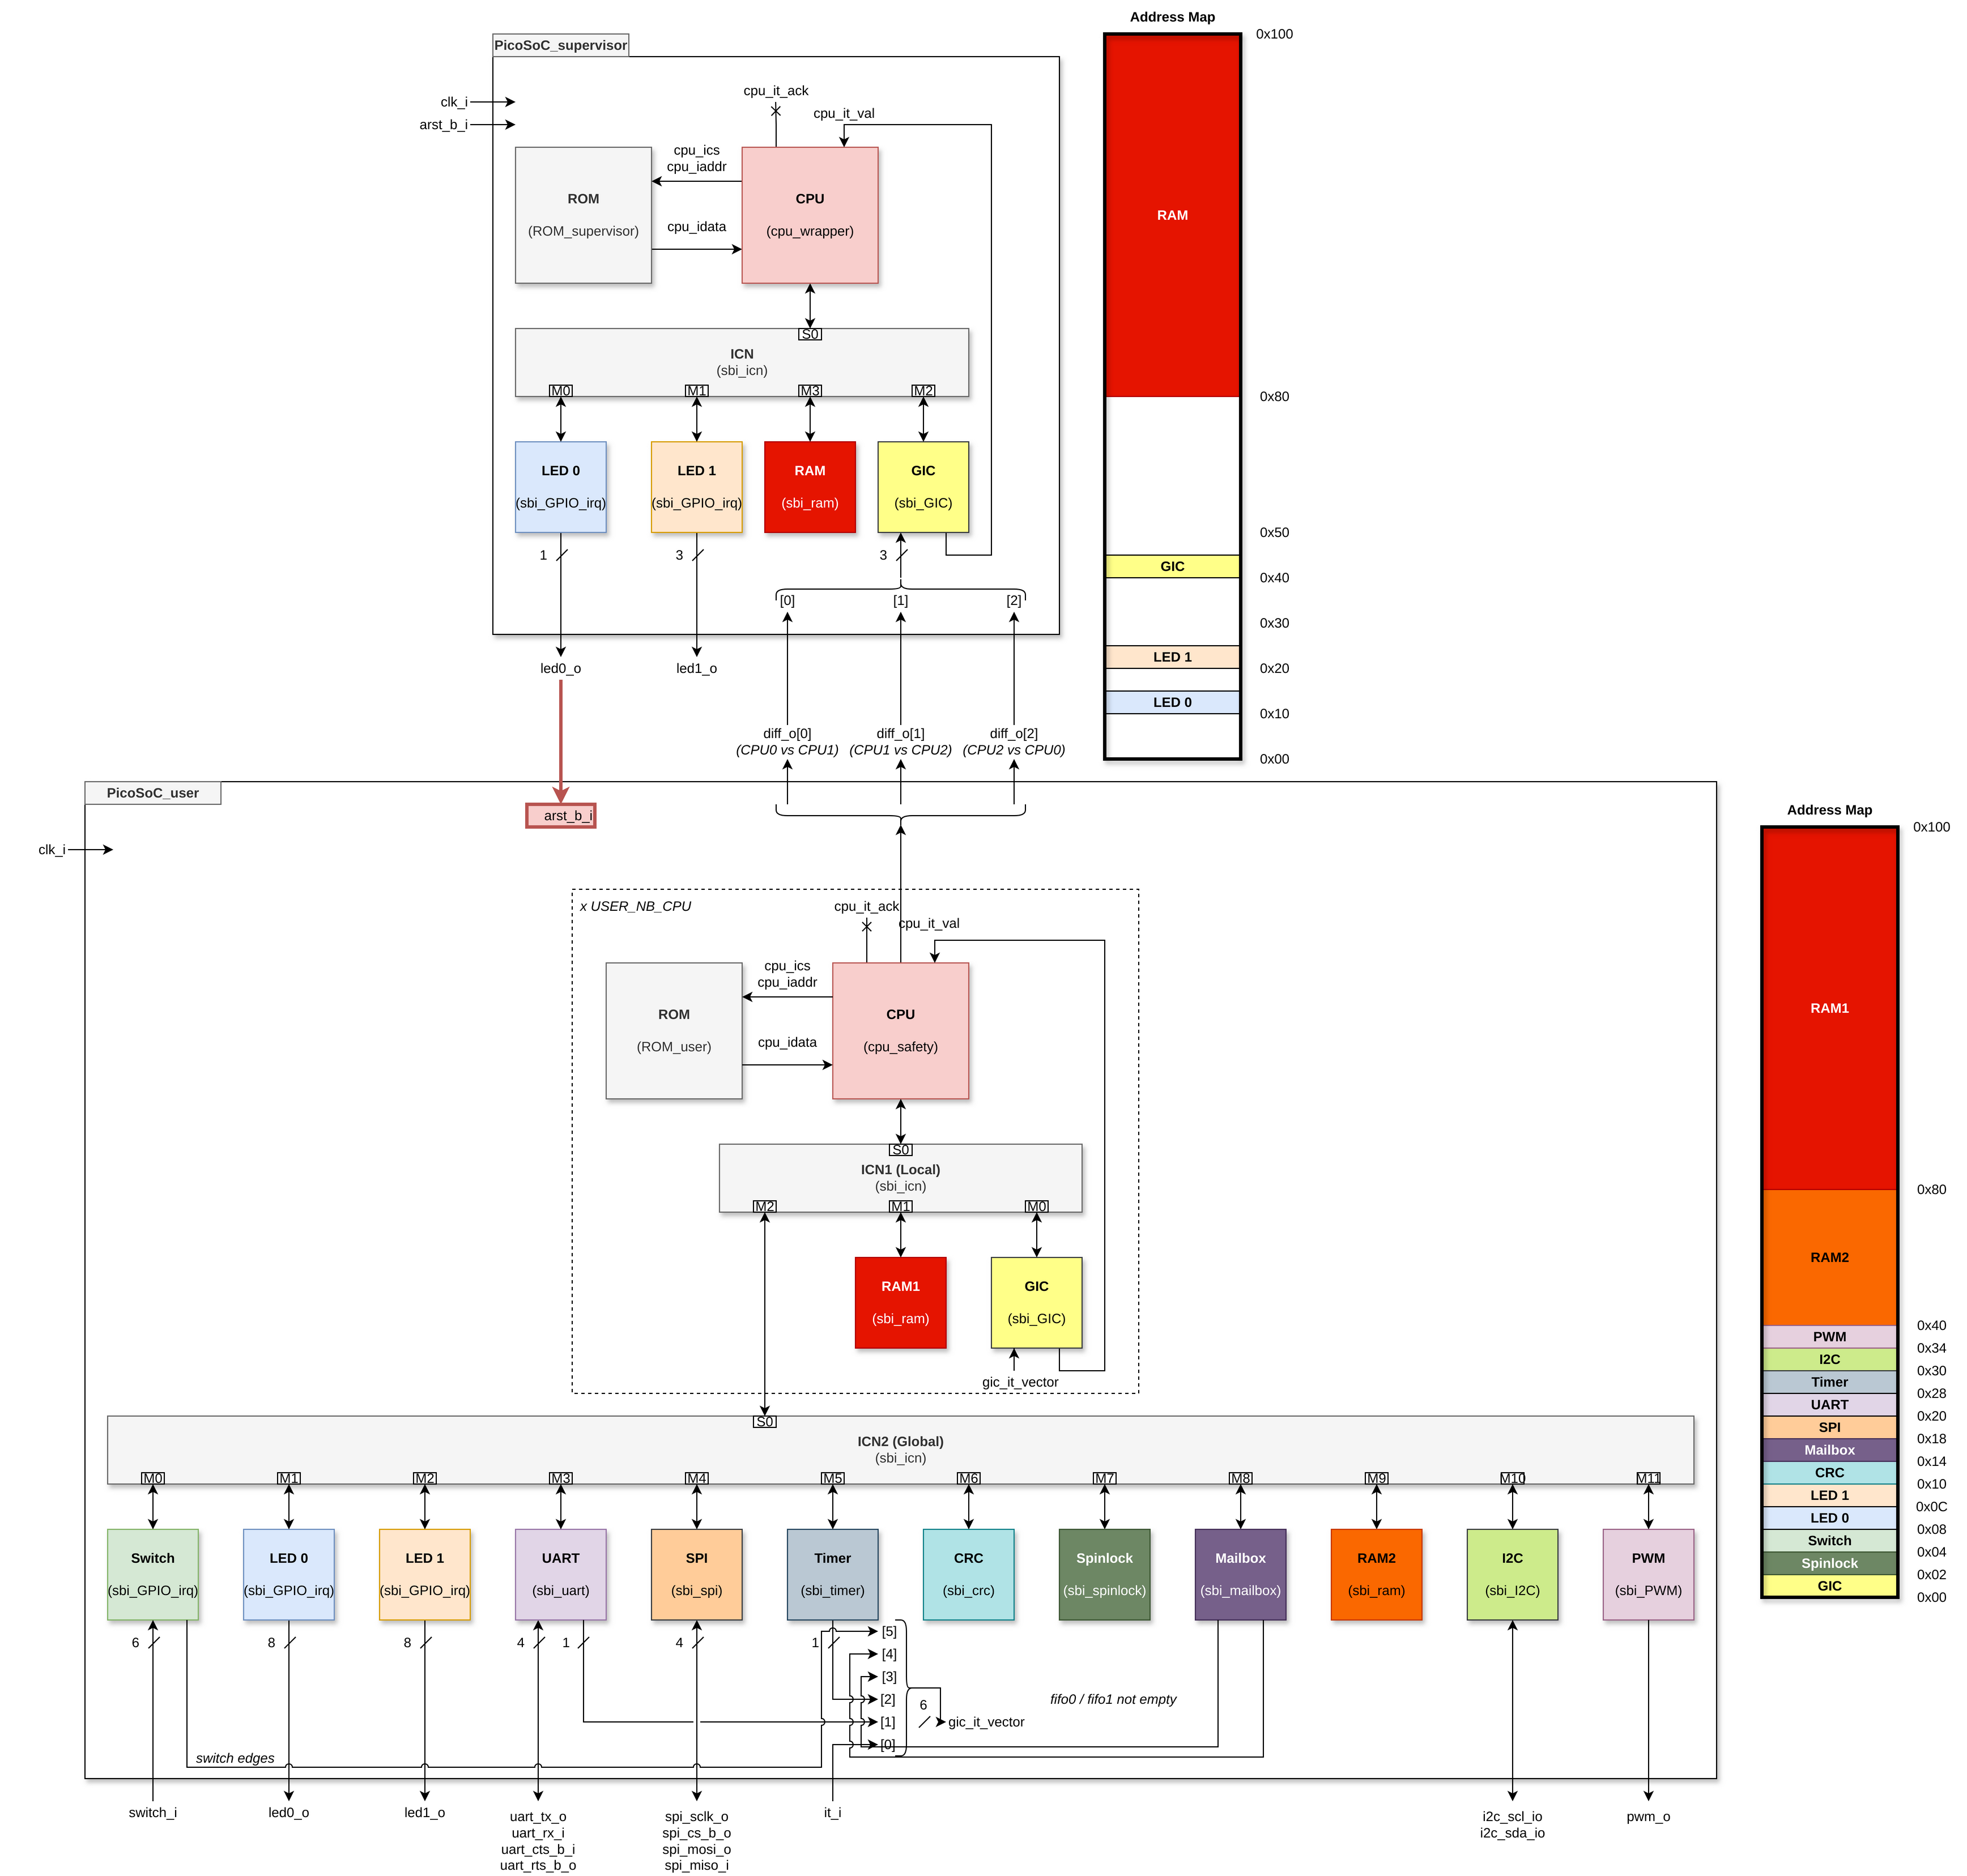 Address Map
0x100
RAM
0x80
0x50
GIC
0x40
0x30
LED 1
0x20
LED 0
0x10
0x00
PicoSoC_supervisor
clk_i
arst_b_i
cpu_it_ack
cpu_it_val
cpu_ics
cpu_iaddr
cpu_idata
ROM
(ROM_supervisor)
CPU
(cpu_wrapper)
S0
ICN
(sbi_icn)
M0
M1
M3
M2
LED 0
(sbi_GPIO_irq)
LED 1
(sbi_GPIO_irq)
RAM
(sbi_ram)
GIC
(sbi_GIC)
1
3
3
[0]
[1]
[2]
led0_o
led1_o
diff_o[0]
(CPU0 vs CPU1)
diff_o[1]
(CPU1 vs CPU2)
diff_o[2]
(CPU2 vs CPU0)
PicoSoC_user
arst_b_i
clk_i
x USER_NB_CPU
cpu_it_ack
cpu_it_val
cpu_ics
cpu_iaddr
cpu_idata
ROM
(ROM_user)
CPU
(cpu_safety)
S0
ICN1 (Local)
(sbi_icn)
M2
M1
M0
RAM1
(sbi_ram)
GIC
(sbi_GIC)
gic_it_vector
S0
ICN2 (Global)
(sbi_icn)
M0
M1
M2
M3
M4
M5
M6
M7
M8
M9
M10
M11
Switch
(sbi_GPIO_irq)
LED 0
(sbi_GPIO_irq)
LED 1
(sbi_GPIO_irq)
UART
(sbi_uart)
SPI
(sbi_spi)
Timer
(sbi_timer)
CRC
(sbi_crc)
Spinlock
(sbi_spinlock)
Mailbox
(sbi_mailbox)
RAM2
(sbi_ram)
I2C
(sbi_I2C)
PWM
(sbi_PWM)
6
8
8
4
1
4
1
[5]
[4]
[3]
[2]
[1]
[0]
6
gic_it_vector
fifo0 / fifo1 not empty
switch edges
switch_i
led0_o
led1_o
uart_tx_o
uart_rx_i
uart_cts_b_i
uart_rts_b_o
spi_sclk_o
spi_cs_b_o
spi_mosi_o
spi_miso_i
it_i
i2c_scl_io
i2c_sda_io
pwm_o
Address Map
0x100
RAM1
0x80
RAM2
0x40
PWM
0x34
I2C
0x30
Timer
0x28
UART
0x20
SPI
0x18
Mailbox
0x14
CRC
0x10
LED 1
0x0C
LED 0
0x08
Switch
0x04
Spinlock
0x02
GIC
0x00